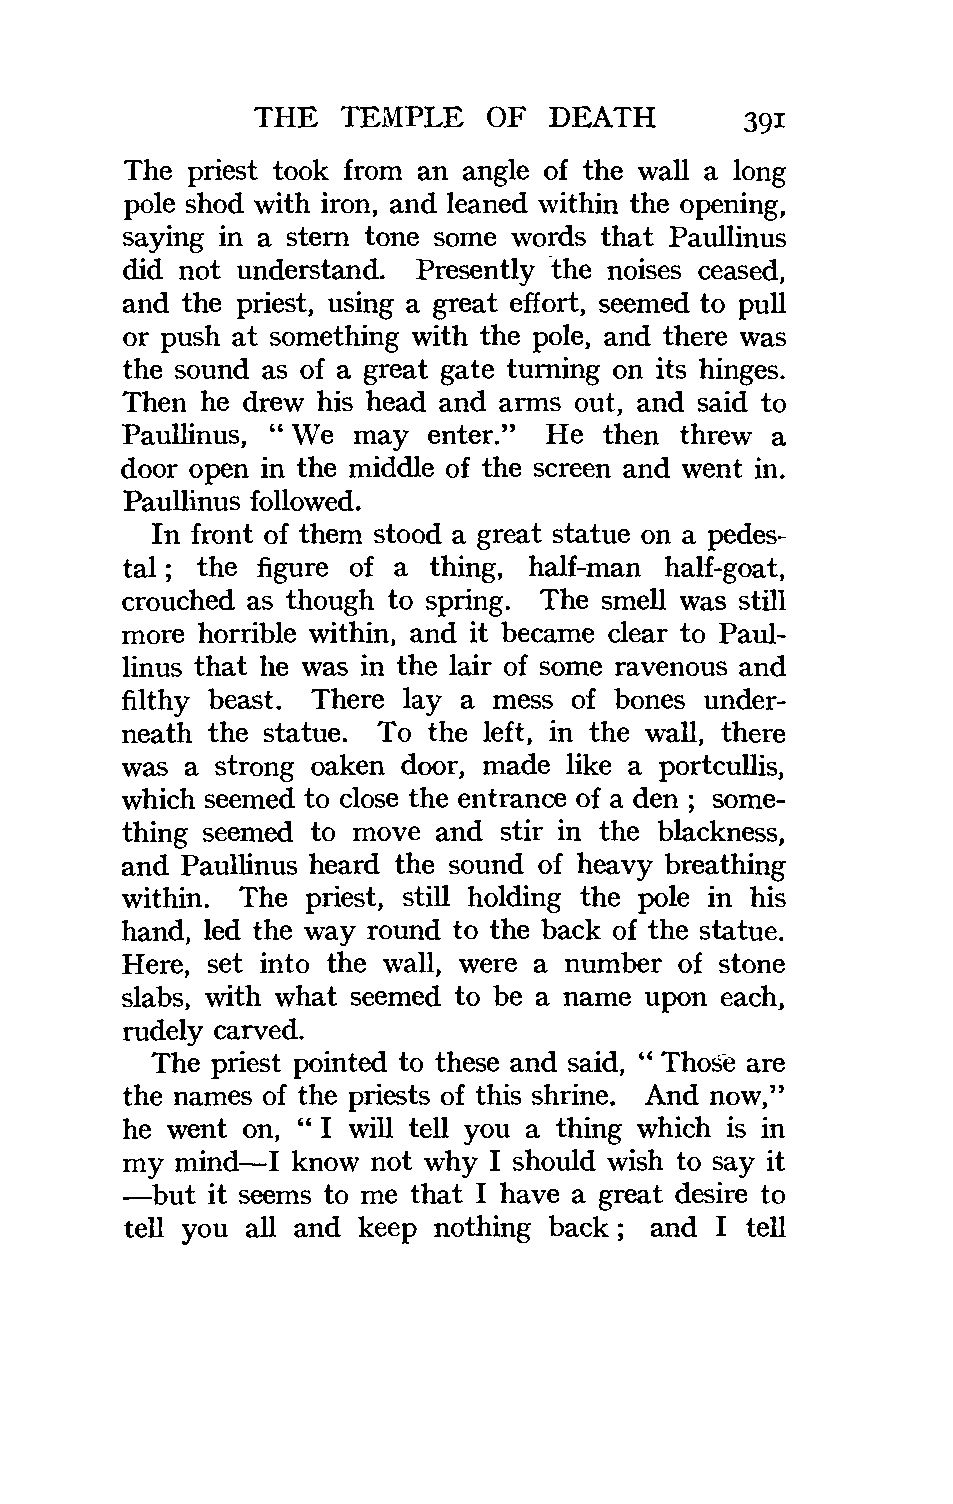 THE TEMPLE OF DEATH 391
The priest took from an angle of the wall a long
pole shod with iron, and leaned within the opening,
saying in a stern tone some words that Paullinus
did not understand. Presently the noises ceased,
and the priest, using a great effort, seemed to pull
or push at something with the pole, and there was
the sound as of a great gate turning on its hinges.
Then he drew his head and arms out, and said to
Paullinus, “ We may enter.” He then threw a
door open in the middle of the screen and went in.
Paullinus followed.
In front of them stood a great statue on a pedes-
tal ; the figure of a thing, half-man half-goat,
crouched as though to spring. The smell was still
more horrible within, and it became clear to Paul-
linus that he was in the lair of some ravenous and
filthy beast. There lay a mess of bones under-
neath the statue. To the left, in the wall, there
was a strong oaken door, made like a portcullis,
which seemed to close the entrance of a den ; some-
thing seemed to move and stir in the blackness,
and Paullinus heard the sound of heavy breathing
within. The priest, still holding the pole in his
hand, led the way round to the back of the statue.
Here, set into the wall, were a number of stone
slabs, with what seemed to be a name upon each,
rudely carved.
The priest pointed to these and said, “ Those are
the names of the priests of this shrine. And now,”
he went on, “ I will tell you a thing which is in
my mind—I know not why I should wish to say it
—but it seems to me that I have a great desire to
tell you all and keep nothing back ; and I tell